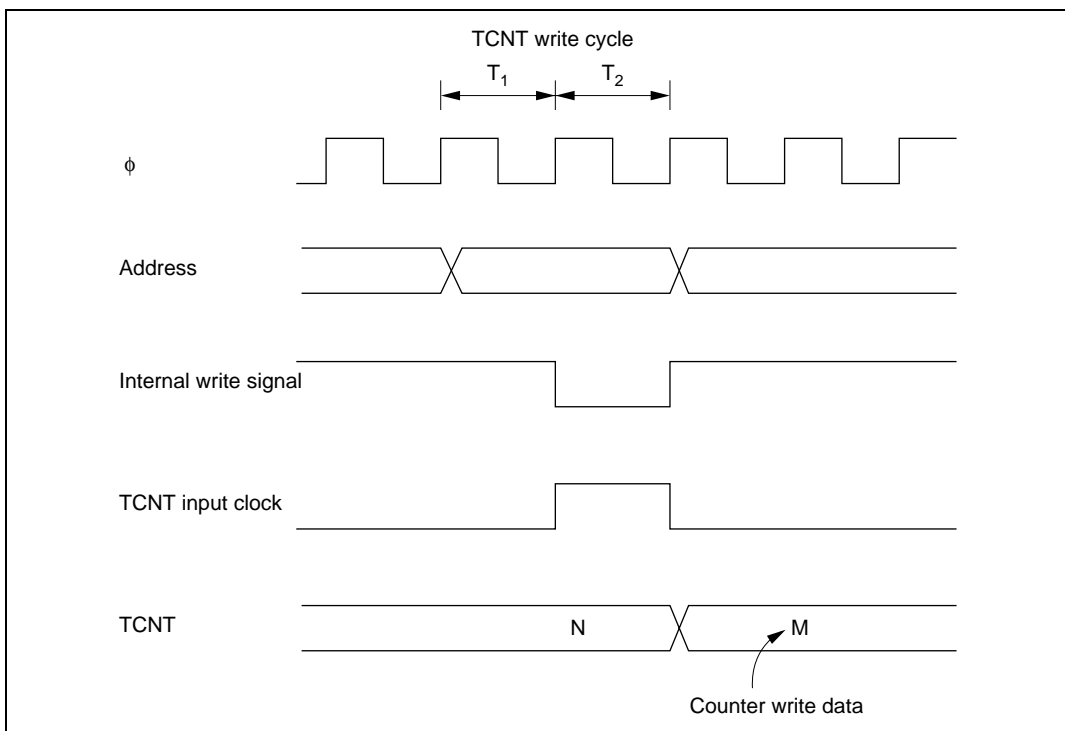 TCNT write cycle
T1 T2
ϕ
Address
Internal write signal
TCNT input clock
TCNT N M
Counter write data